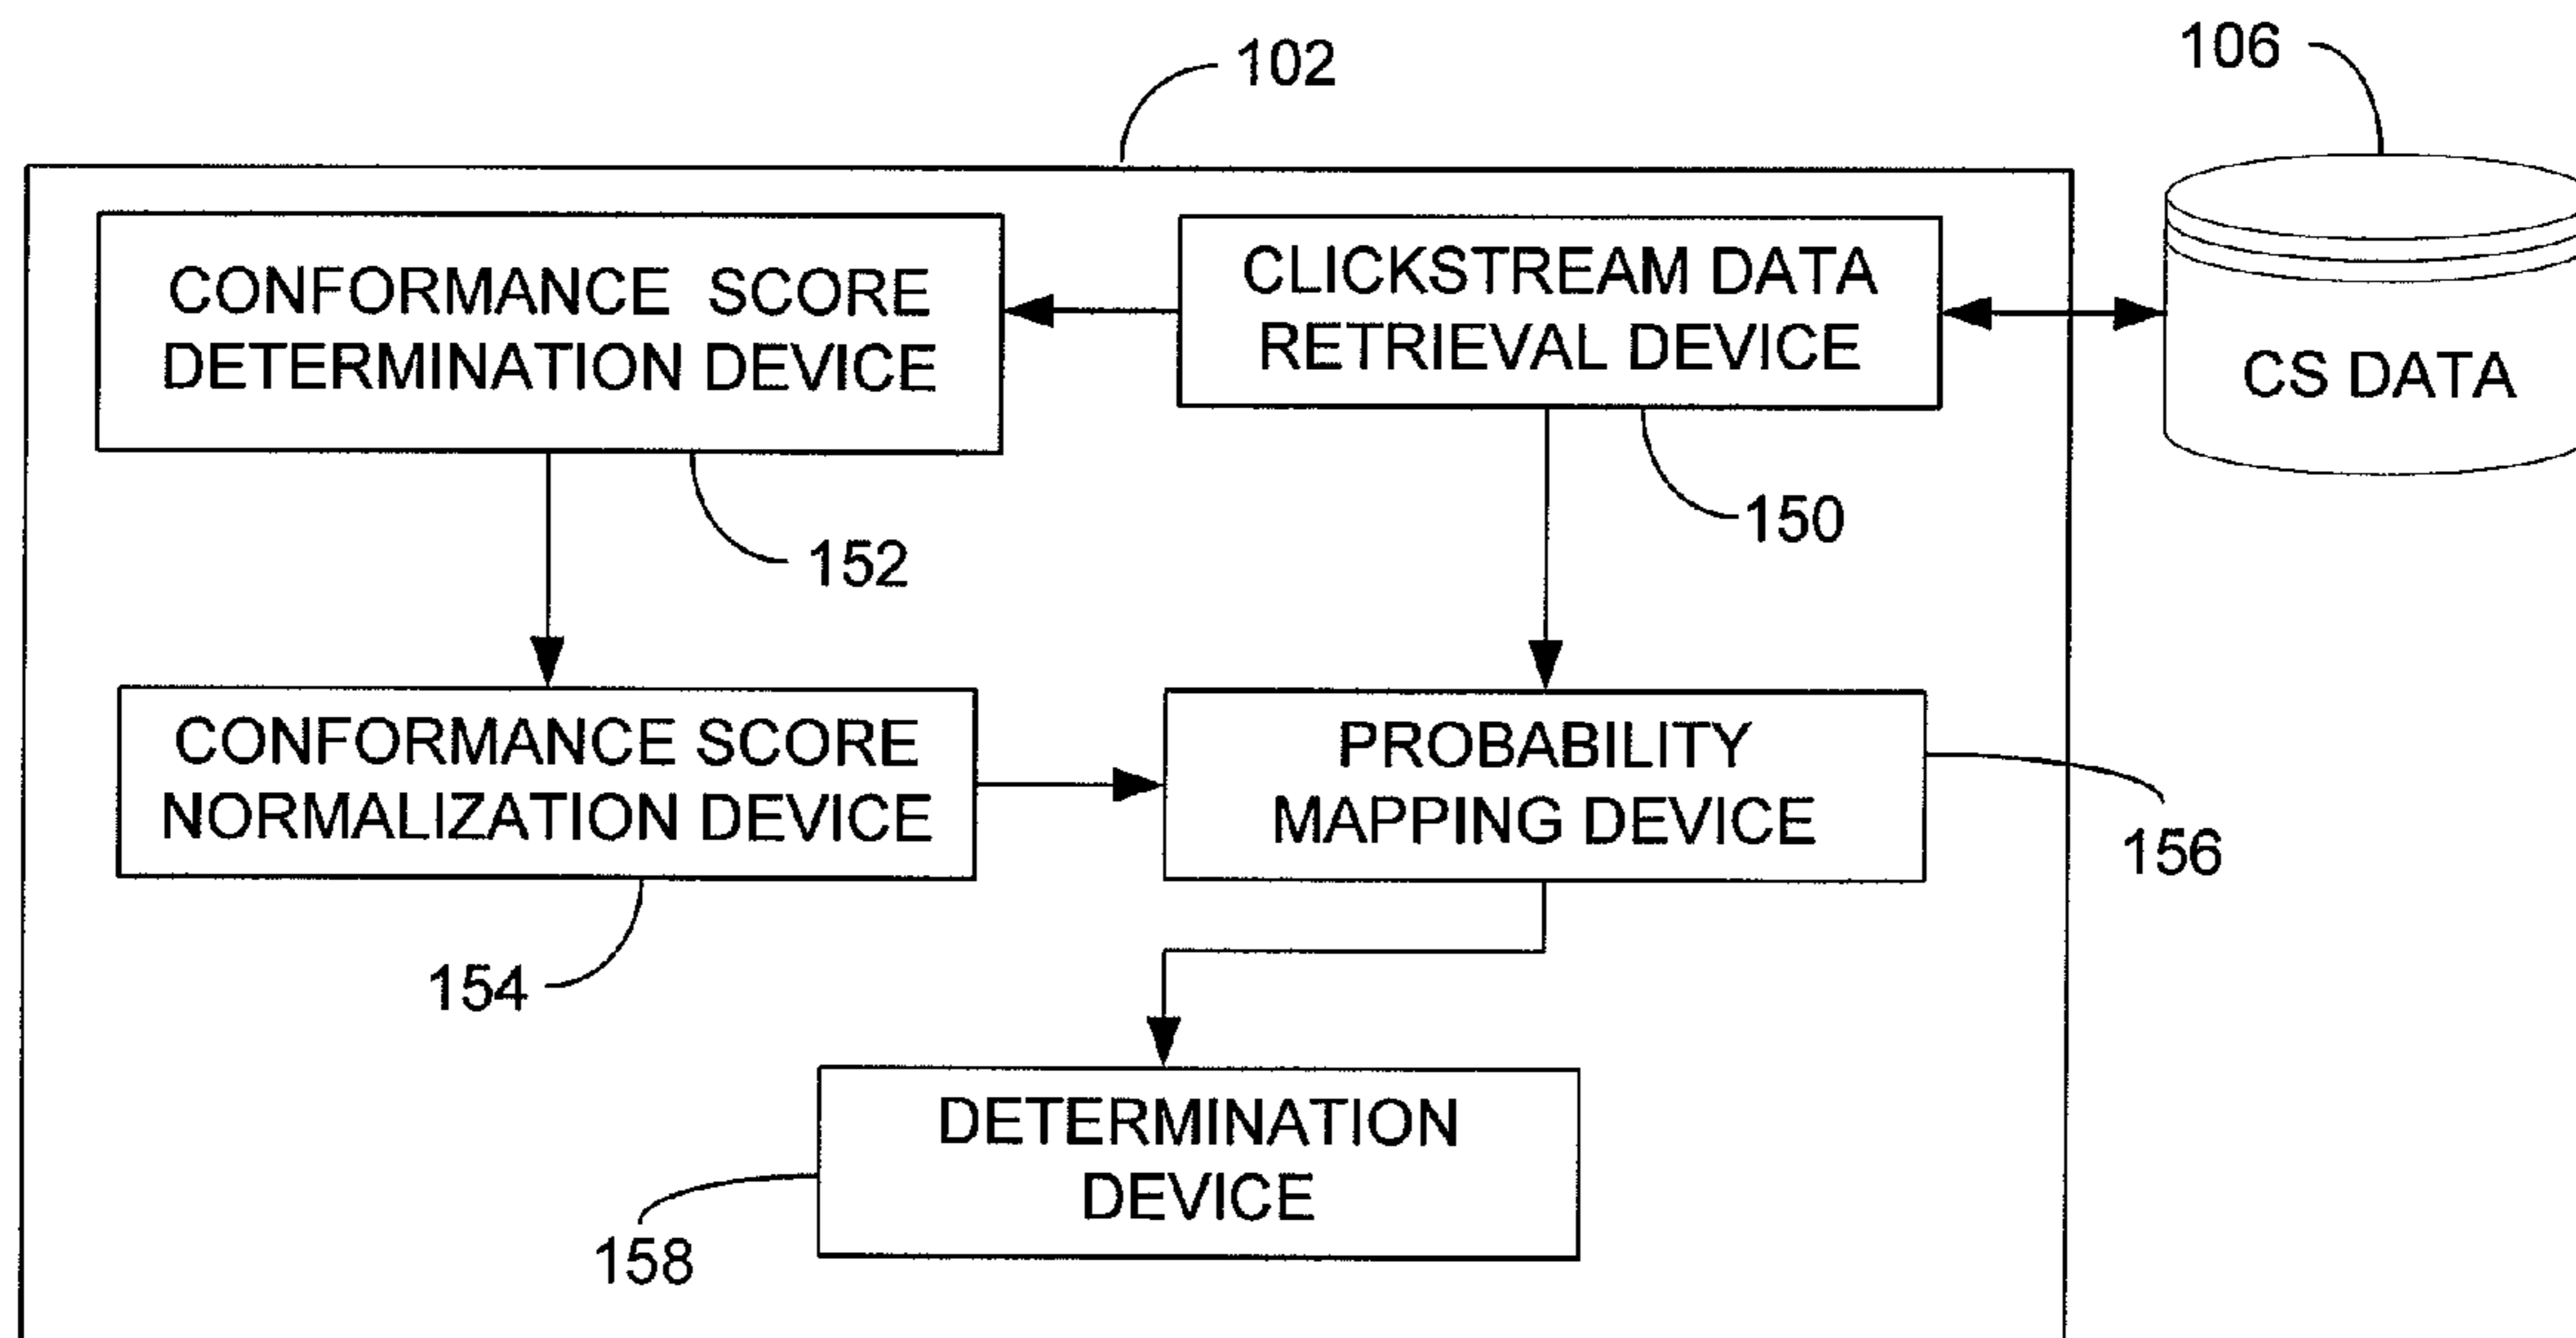 102
106
CONFORMANCE SCORE
DETERMINATION DEVICE
CLICKSTREAM DATA
RETRIEVAL DEVICE
CS DATA
150
152
CONFORMANCE SCORE
NORMALIZATION DEVICE
PROBABILITY
MAPPING DEVICE
156
154
DETERMINATION
DEVICE
158